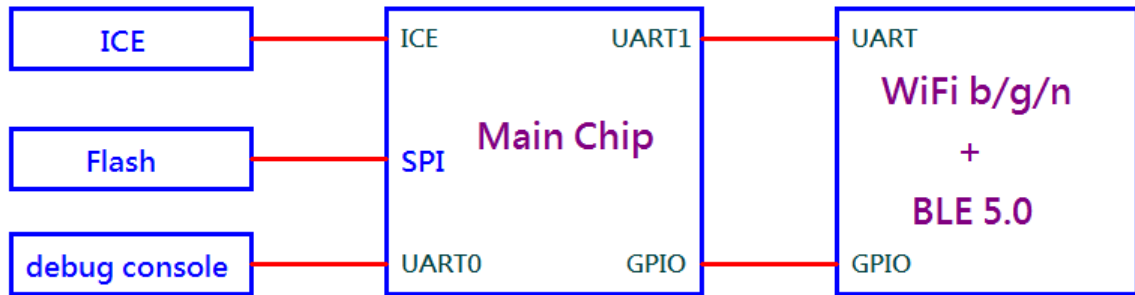 ICE
Flash
debug console
ICE
SPI
UART0
Main Chip
UART1
GPIO
UART
WiFi b/g/n
+
BLE 5.0
GPIO